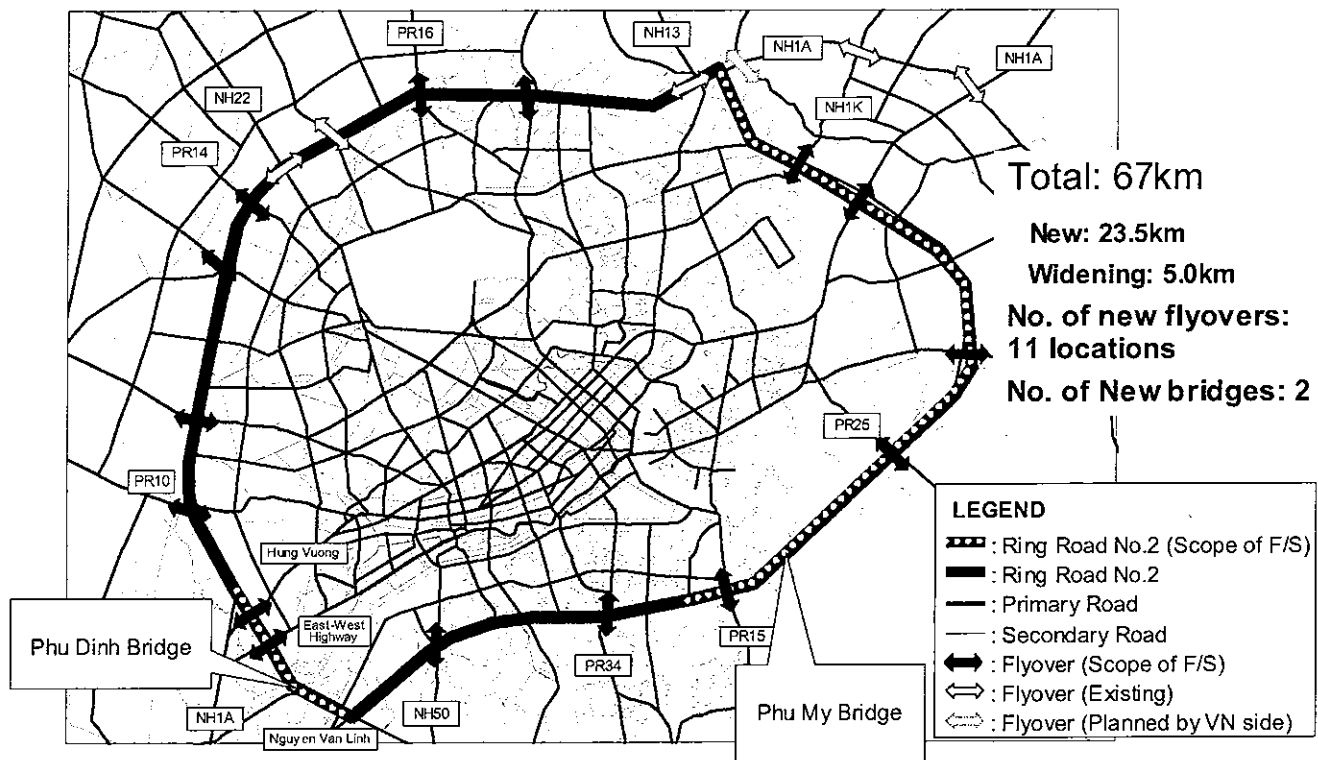 PR16
NH13
NH1A
NH1A
NH22
NH1K
PR14
Total: 67km
New: 23.5km
Widening: 5.0km
No. of new flyovers:
11 locations
No. of New bridges: 2
PR25
PR10
Hung Vuong
East-West
Highway
Phu Dinh Bridge
NH1A
Nguyen Van Linh
NH50
PR34
PR15
Phu My Bridge
LEGEND
: Ring Road No.2 (Scope of F/S)
: Ring Road No.2
: Primary Road
: Secondary Road
: Flyover (Scope of F/S)
: Flyover (Existing)
: Flyover (Planned by VN side)